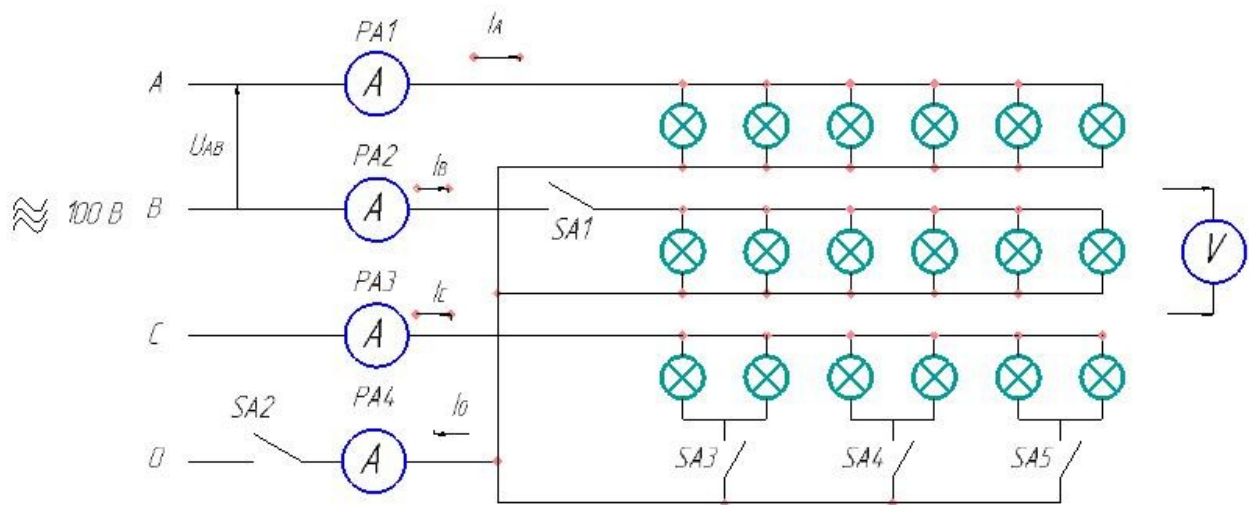 PA1
I_A
A
A
U_AB
PA2
I_B
≈ 100 В
B
A
SA1
V
PA3
I_C
C
A
PA4
SA2
I_0
0
A
SA3
SA4
SA5